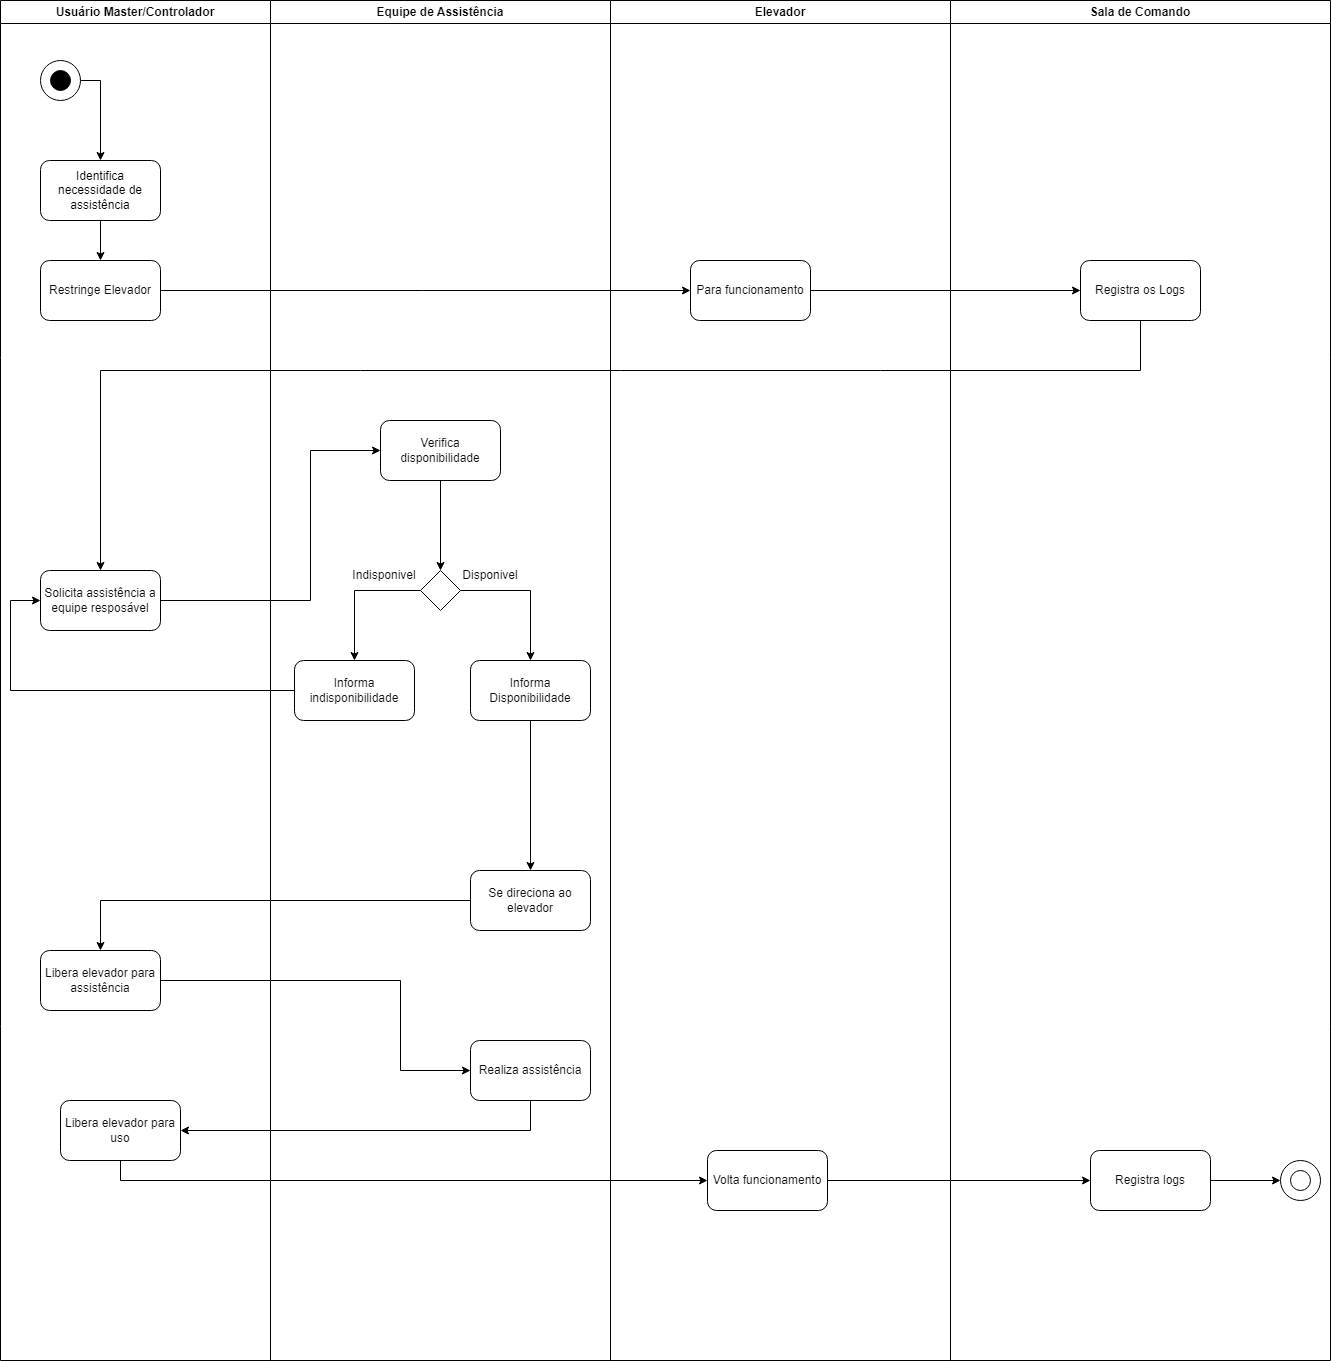 Usuário Master/Controlador
Equipe de Assistência
Elevador
Sala de Comando
Identifica
necessidade de
assistência
Restringe Elevador
Para funcionamento
Registra os Logs
Verifica
disponibilidade
Indisponivel
Disponivel
Solicita assistência a
equipe resposável
Informa
indisponibilidade
Informa
Disponibilidade
Se direciona ao
elevador
Libera elevador para
assistência
Realiza assistência
Libera elevador para
uso
Volta funcionamento
Registra logs